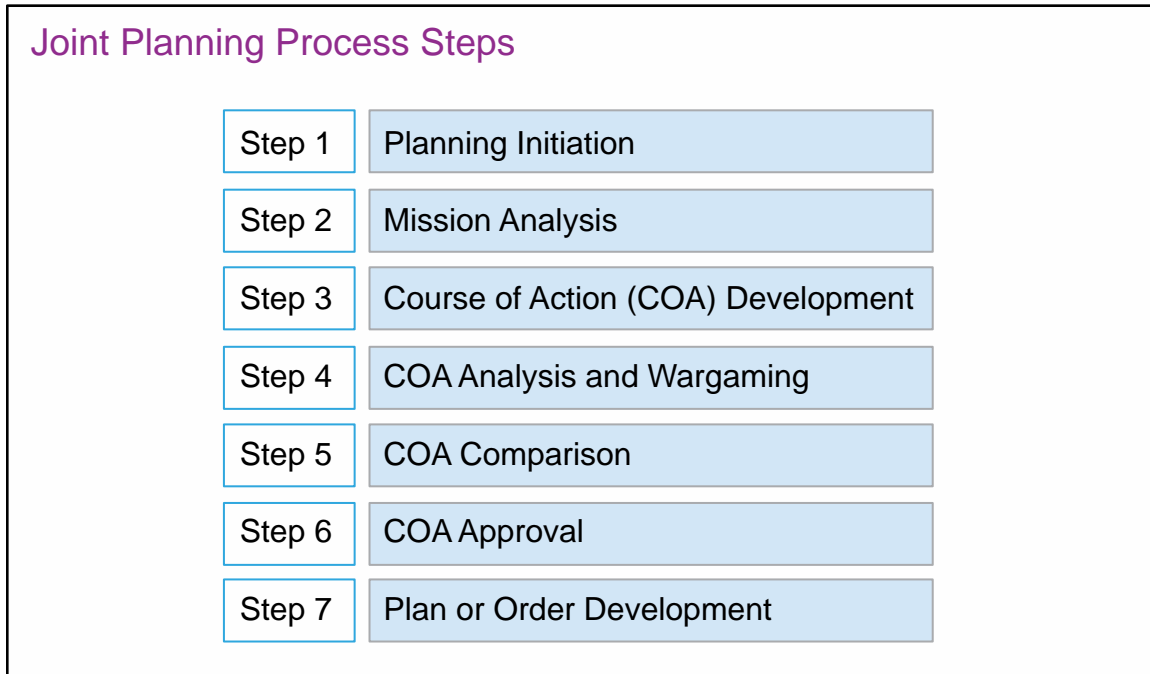 Joint Planning Process Steps
Step 1 Planning Initiation
Step 2 Mission Analysis
Step 3 Course of Action (COA) Development
Step 4 COA Analysis and Wargaming
Step 5 COA Comparison
Step 6 COA Approval
Step 7 Plan or Order Development